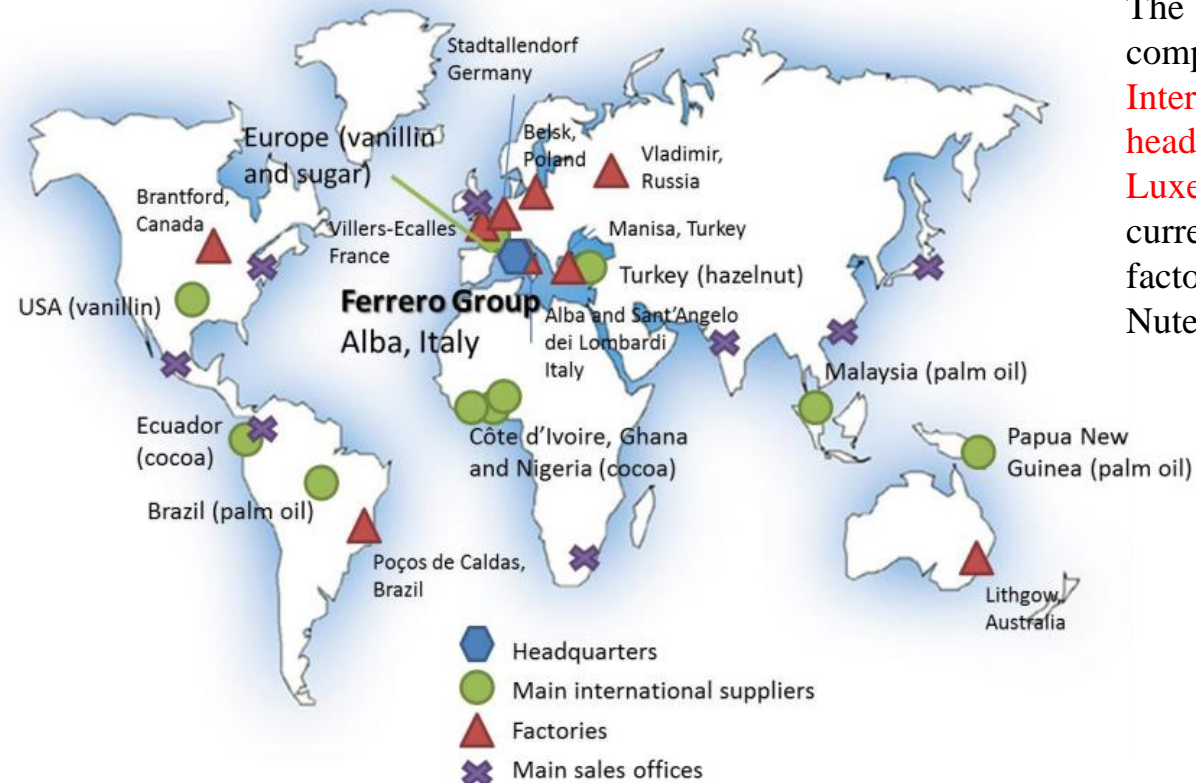 Stadtallendorf
Germany
Europe (vanillin
and sugar)
Belsk,
Poland
Vladimir,
Russia
Brantford,
Canada
Villers-Ecalles
France
Manisa, Turkey
USA (vanillin)
Turkey (hazelnut)
Ferrero Group
Alba, Italy
Alba and Sant'Angelo
dei Lombardi
Italy
Malaysia (palm oil)
Ecuador
(cocoa)
Côte d'Ivoire, Ghana
and Nigeria (cocoa)
Papua New
Guinea (palm oil)
Brazil (palm oil)
Poços de Caldas,
Brazil
Lithgow,
Australia
Headquarters
Main international suppliers
Factories
Main sales offices
The
comp
Inter
head
Luxe
curre
facto
Nute